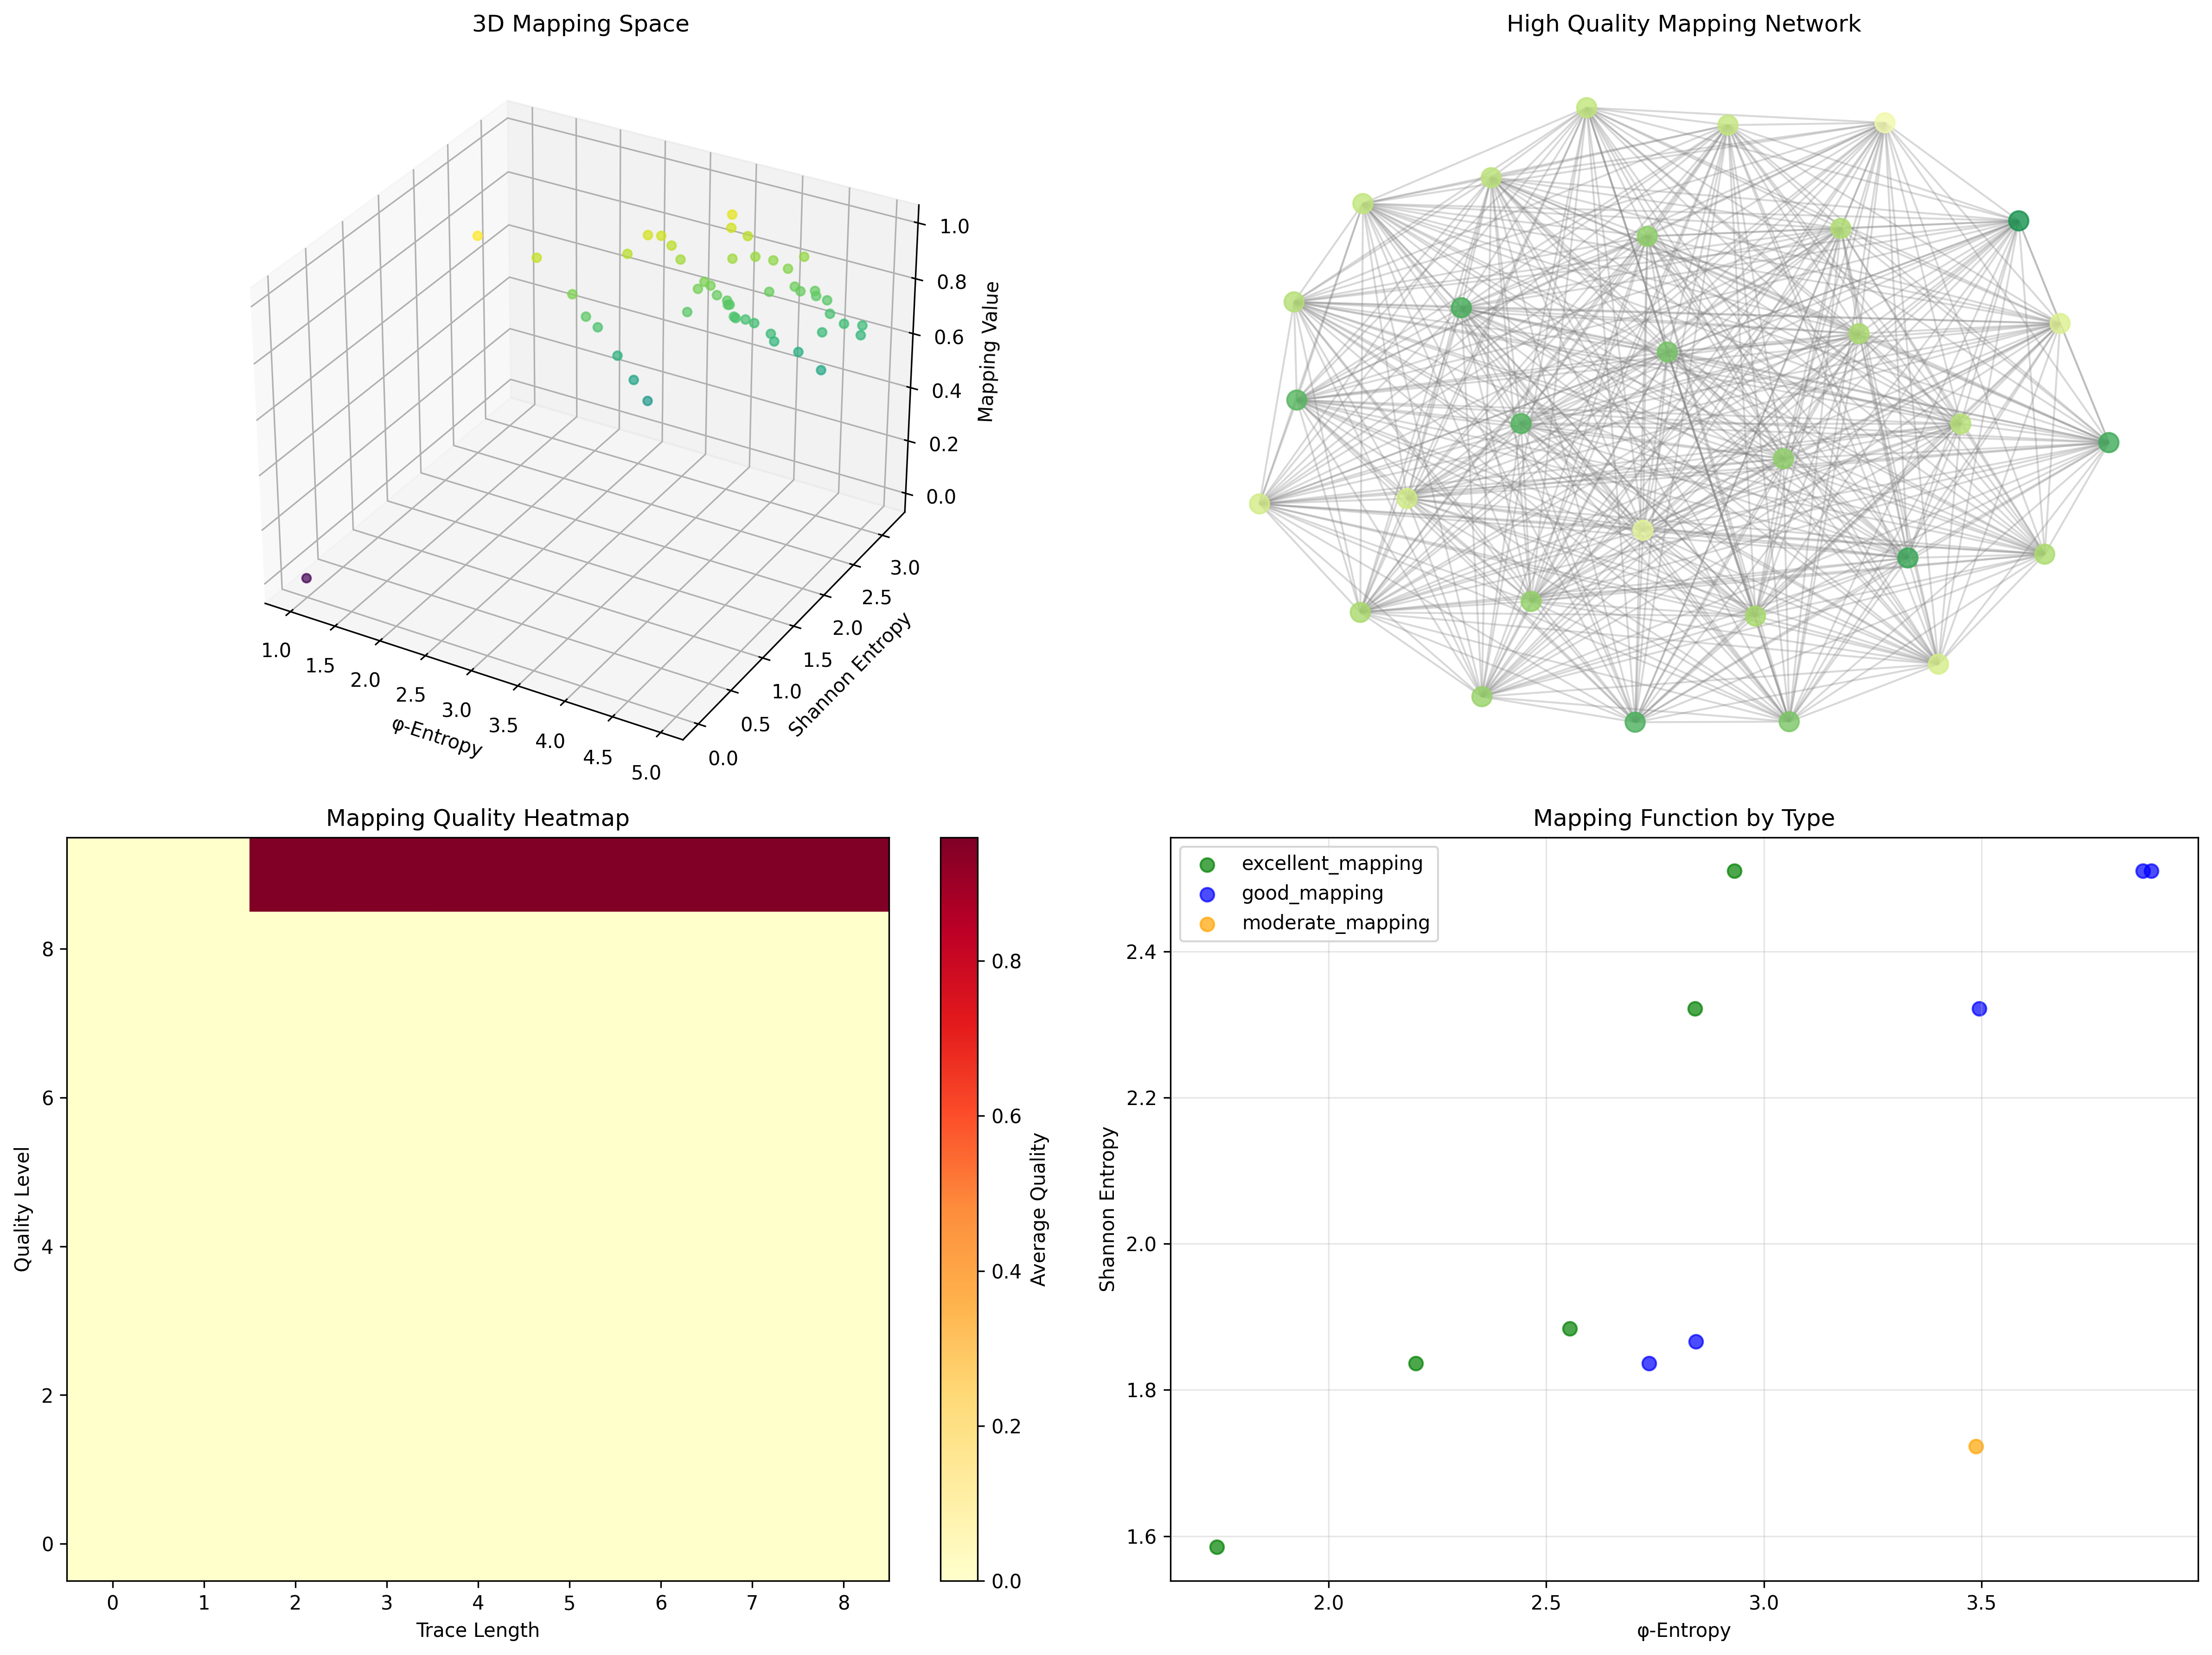 3D Mapping Space
1.0
0.8
0.6
0.4
0.2
0.0
Mapping Value
3.0
2.5
2.0
1.5
1.0
0.5
0.0
Shannon Entropy
1.0
1.5
2.0
2.5
3.0
3.5
4.0
4.5
5.0
φ-Entropy
High Quality Mapping Network
Mapping Quality Heatmap
8
6
4
2
0
Quality Level
0 1 2 3 4 5 6 7 8
Trace Length
0.8
0.6
0.4
0.2
0.0
Average Quality
Mapping Function by Type
excellent_mapping
good_mapping
moderate_mapping
2.4
2.2
2.0
1.8
1.6
Shannon Entropy
2.0 2.5 3.0 3.5
φ-Entropy